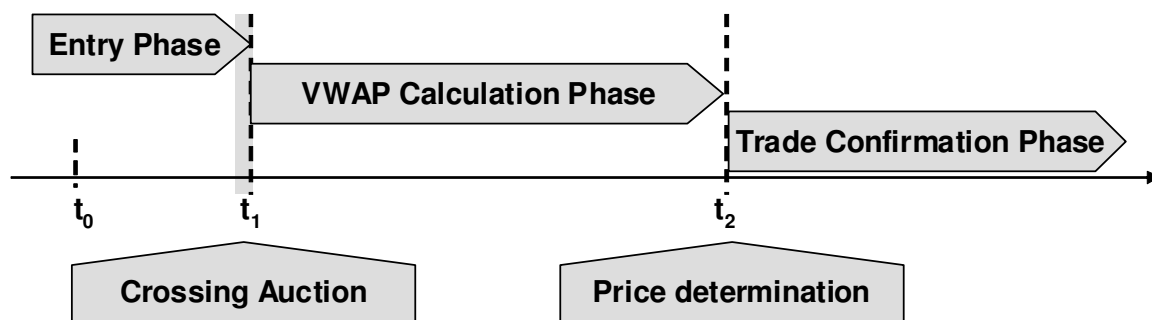 Entry Phase
VWAP Calculation Phase
Trade Confirmation Phase
t0
t1
t2
Crossing Auction
Price determination